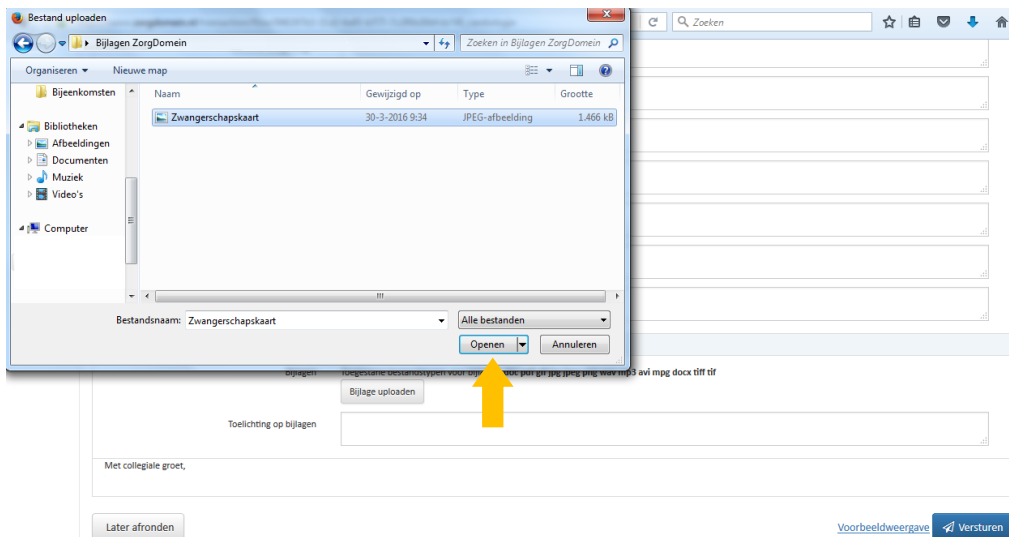 Bestand uploaden
Zoeken
Bijlagen ZorgDomein
Zoeken in Bijlagen ZorgDomein
Organiseren
Nieuwe map
Bijeenkomsten
Naam
Gewijzigd op
Type
Grootte
Zwangerschapskaart
30-3-2016 9:34
JPEG-afbeelding
1.466 kB
Bibliotheken
Afbeeldingen
Documenten
Muziek
Video's
Computer
Bestandsnaam:
Zwangerschapskaart
Alle bestanden
Openen
Annuleren
Bijlagen
Toegestane bestandstypen voor doc pdf gif jpg jpeg png wav mp3 avi mpg docx tiff tif
Bijlage uploaden
Toelichting op bijlagen
Met collegiale groet,
Later afronden
Voorbeeldweergave
Versturen